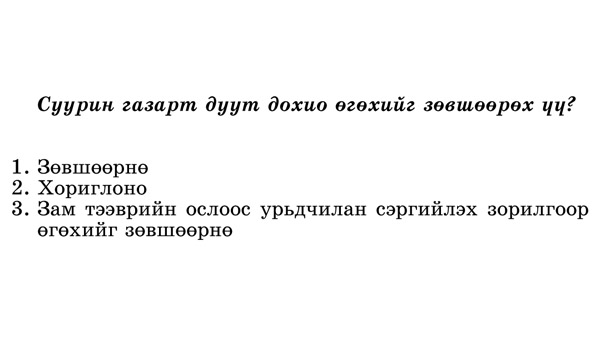 Суурин газарт дуут дохио өгөхийг зөвшөөрөх үү?
1. Зөвшөөрнө
2. Хориглоно
3. Зам тээврийн ослоос урьдчилан сэргийлэх зорилгоор
өгөхийг зөвшөөрнө